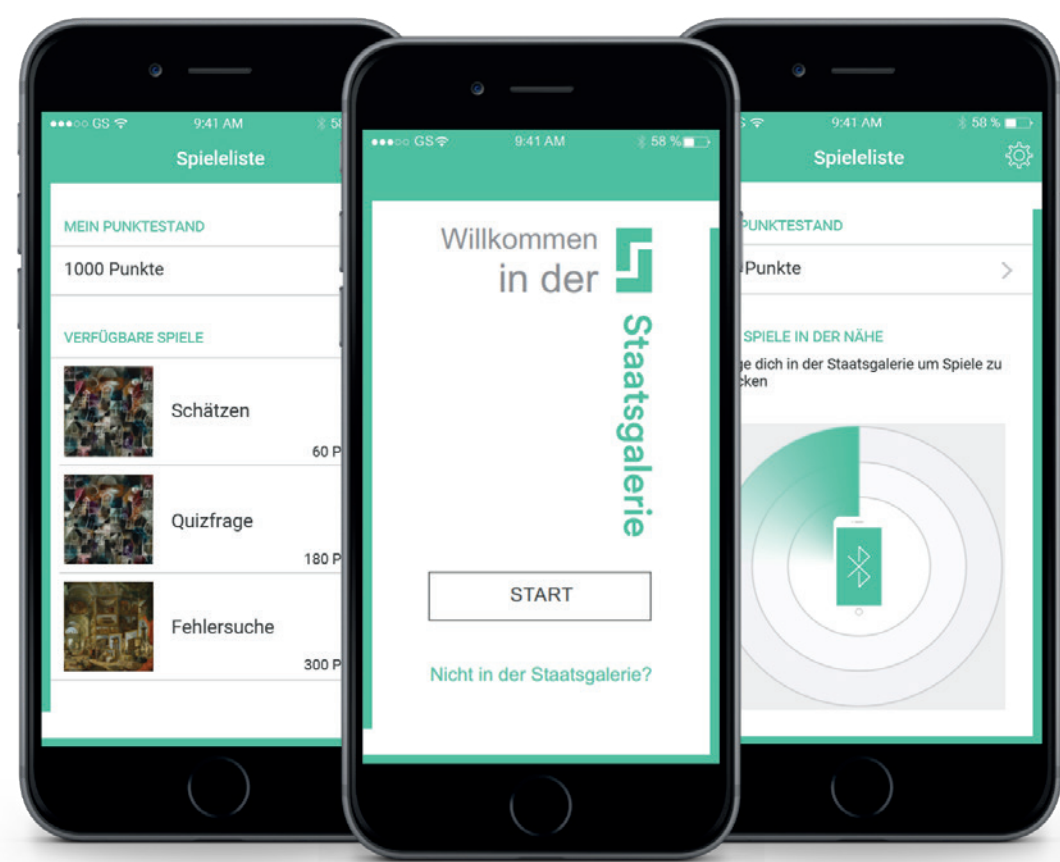 GS 9:41 AM 58
Spieleliste
MEIN PUNKTESTAND
1000 Punkte
VERFÜGBARE SPIELE
Schätzen
60 P
Quizfrage
180 P
Fehlersuche
300 P
GS 9:41 AM 58 %
Willkommen
in der
Staatsgalerie
START
Nicht in der Staatsgalerie?
9:41 AM 58 %
Spieleliste
PUNKTESTAND
Punkte
SPIELE IN DER NÄHE
dich in der Staatsgalerie um Spiele zu